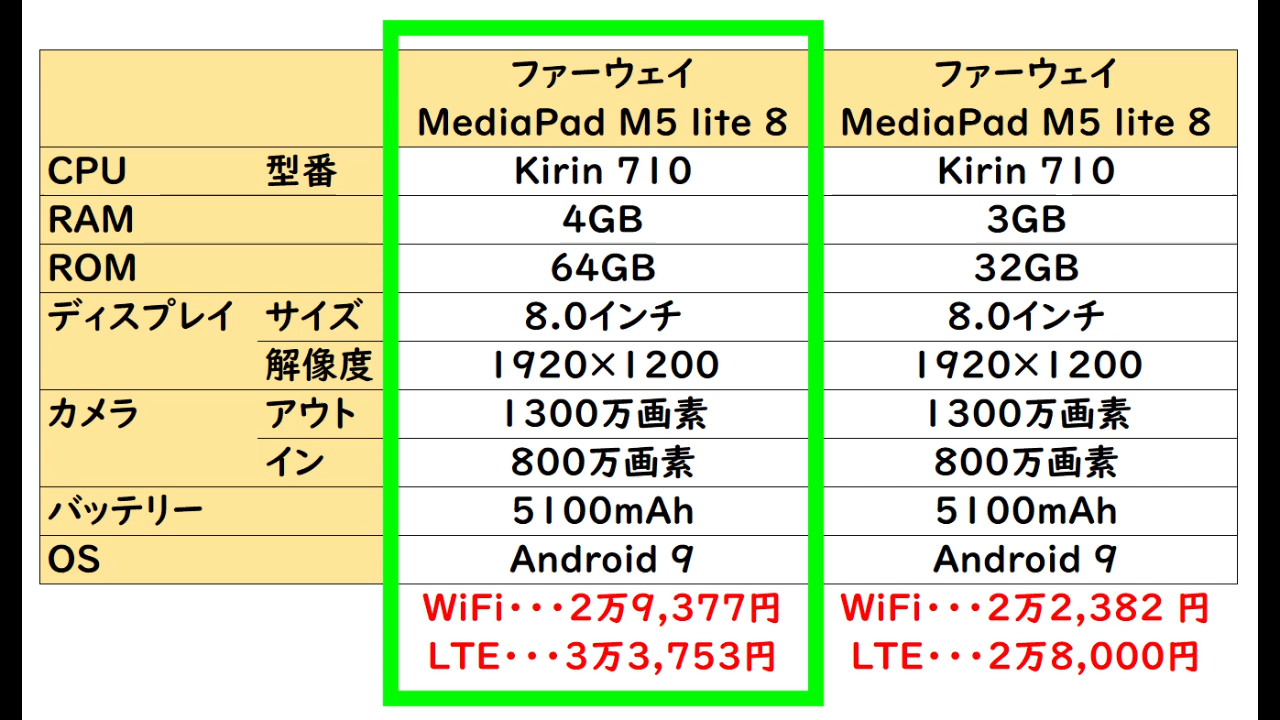 ファーウェイ ファーウェイ
MediaPad M5 lite 8 MediaPad M5 lite 8
CPU 型番 Kirin 710 Kirin 710
RAM 4GB 3GB
ROM 64GB 32GB
ディスプレイ サイズ 8.0インチ 8.0インチ
解像度 1920×1200 1920×1200
カメラ アウト 1300万画素 1300万画素
イン 800万画素 800万画素
バッテリー 5100mAh 5100mAh
OS Android 9 Android 9
WiFi・・・2万9,377円 WiFi・・・2万2,382 円
LTE・・・3万3,753円 LTE・・・2万8,000円